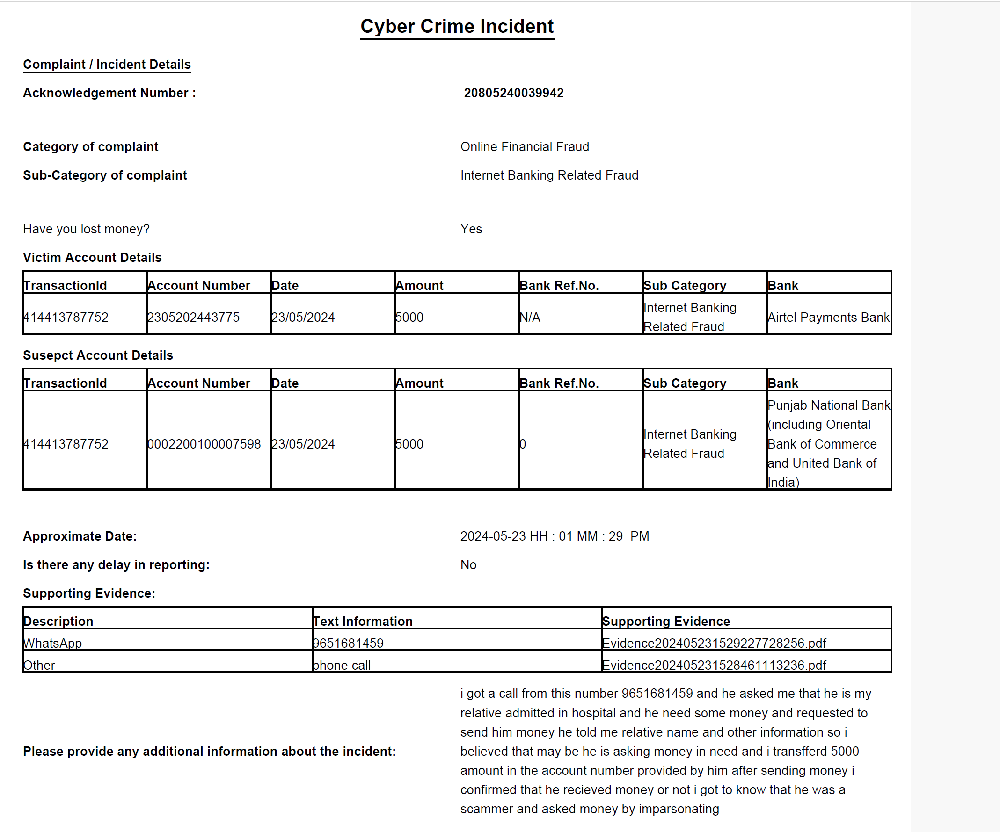 Cyber Crime Incident
Complaint / Incident Details
Acknowledgement Number :
20805240039942
Category of complaint
Online Financial Fraud
Sub-Category of complaint
Internet Banking Related Fraud
Have you lost money?
Yes
Victim Account Details
TransactionId Account Number Date Amount Bank Ref.No. Sub Category Bank
414413787752 2305202443775 23/05/2024 5000 N/A Internet Banking Related Fraud Airtel Payments Bank
Susepct Account Details
TransactionId Account Number Date Amount Bank Ref.No. Sub Category Bank
414413787752 0002200100007598 23/05/2024 5000 0 Internet Banking Related Fraud Punjab National Bank (including Oriental Bank of Commerce and United Bank of India)
Approximate Date:
2024-05-23 HH : 01 MM : 29 PM
Is there any delay in reporting:
No
Supporting Evidence:
Description Text Information Supporting Evidence
WhatsApp 9651681459 Evidence202405231529227728256.pdf
Other phone call Evidence202405231528461113236.pdf
Please provide any additional information about the incident:
i got a call from this number 9651681459 and he asked me that he is my
relative admitted in hospital and he need some money and requested to
send him money he told me relative name and other information so i
believed that may be he is asking money in need and i transfferd 5000
amount in the account number provided by him after sending money i
confirmed that he recieved money or not i got to know that he was a
scammer and asked money by imparsonating